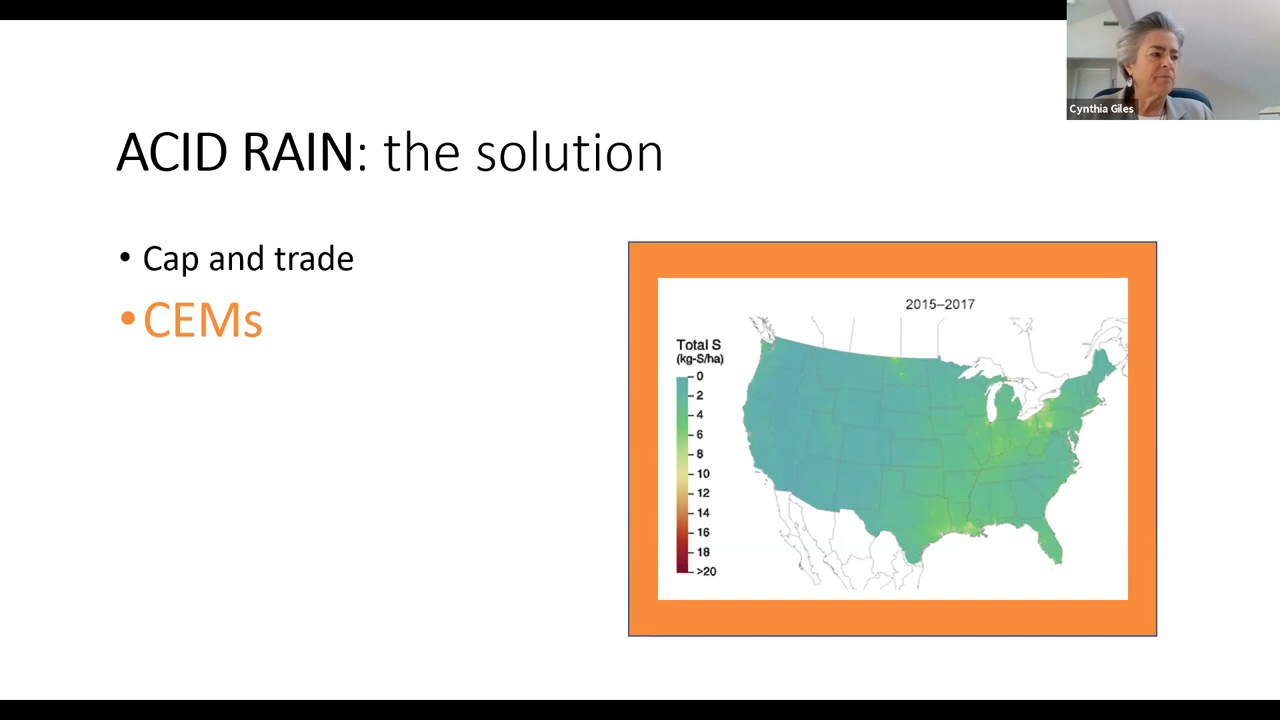 Cynthia Giles
ACID RAIN: the solution
• Cap and trade
• CEMs
2015–2017
Total S
(kg-S/ha)
0
2
4
6
8
10
12
14
16
18
>20